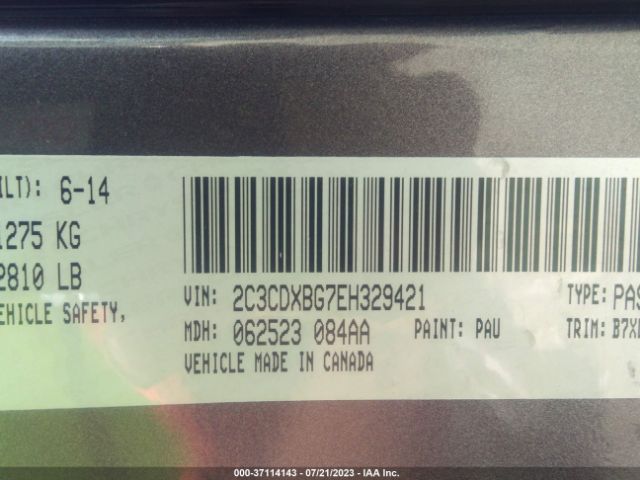 ILT): 6-14
1275 KG
2810 LB
EHICLE SAFETY,
VIN: 2C3CDXBG7EH329421
TYPE: PAS
MDH: 062523 084AA
PAINT: PAU
TRIM: B7X
VEHICLE MADE IN CANADA
000-37114143 - 07/21/2023 - IAA Inc.